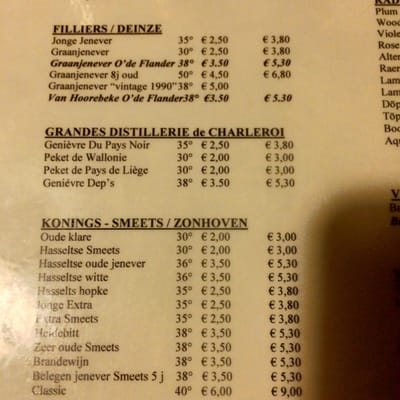 FILLIERS / DEINZE
Jonge Jenever 35° € 2,50 € 3,80
Graanjenever 30° € 2,50 € 3,80
Graanjenever O'de Flander 38° € 3.50 € 5,30
Graanjenever 8j oud 50° € 4,50 € 6,80
Graanjenever “vintage 1990” 38° € 5,00
Van Hoorebeke O'de Flander 38° €3.50 € 5.30
GRANDES DISTILLERIE de CHARLEROI
Genièvre Du Pays Noir 35° € 2,50 € 3,80
Peket de Wallonie 30° € 2,00 € 3,00
Peket de Pays de Liège 30° € 2,00 € 3,00
Geniévre Dep's 38° € 3.50 € 5,30
KONINGS - SMEETS / ZONHOVEN
Oude klare 30° € 2,00 € 3,00
Hasseltse Smeets 30° € 2,00 € 3,00
Hasseltse oude jenever 36° € 3,50 € 5,30
Hasseltse witte 36° € 3,50 € 5,30
Hasselts hopke 35° € 2,50 € 3,80
Jonge Extra 35° € 2,50 € 3,80
Extra Smeets 35° € 2,50 € 3,80
Heidebitt 38° € 3,50 € 5,30
Zeer oude Smeets 38° € 3,50 € 5,30
Brandewijn 38° € 3,50 € 5,30
Belegen jenever Smeets 5 j 38° € 3,50 € 5,30
Classic 40° € 6,00 € 9,00
Plum
Wood
Viole
Rose
Alter
Raer
Lam
Lam
Döp
Töp
Boo
Aqu